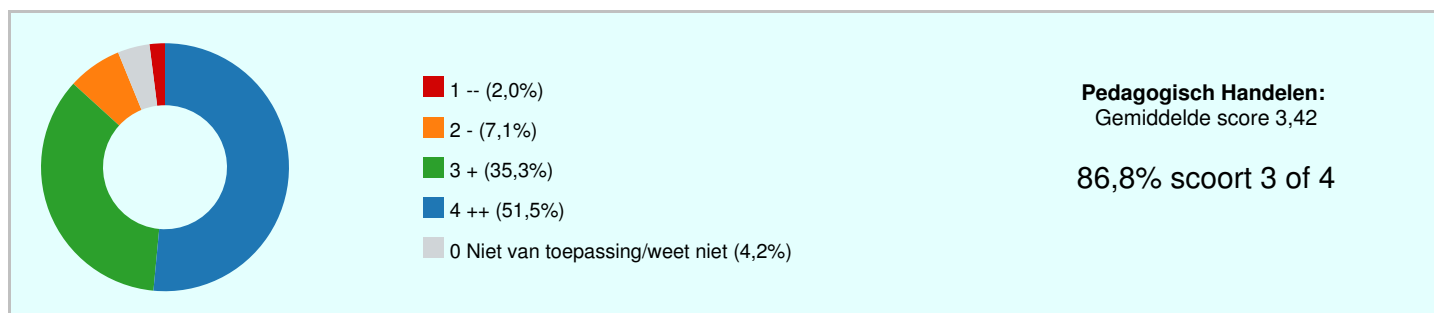 1 -- (2,0%)
2 - (7,1%)
3 + (35,3%)
4 ++ (51,5%)
0 Niet van toepassing/weet niet (4,2%)
Pedagogisch Handelen:
Gemiddelde score 3,42
86,8% scoort 3 of 4